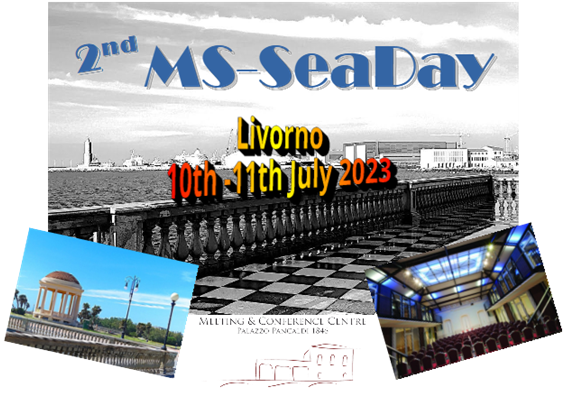 2nd MS-SeaDay
Livorno
10th -11th July 2023
MEETING & CONFERENCE CENTRE
PALAZZO PANCALDI 1846